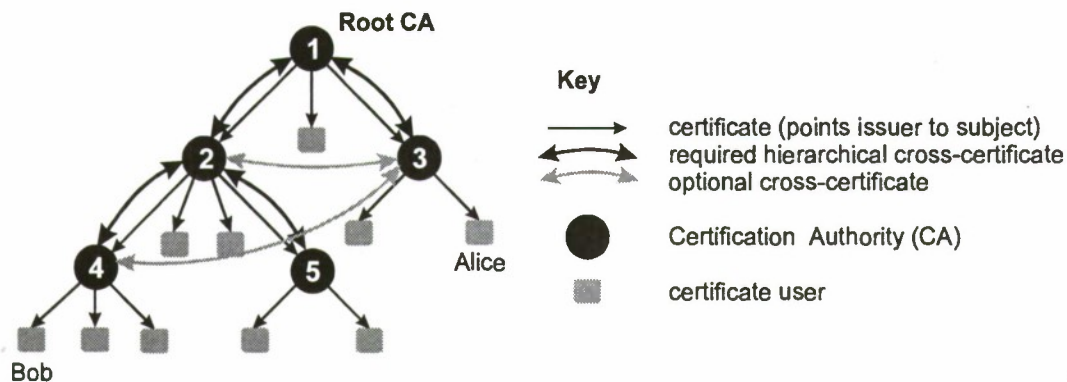 Root CA
1
Key
certificate (points issuer to subject)
required hierarchical cross-certificate
optional cross-certificate
2
3
Certification Authority (CA)
Alice
4
5
certificate user
Bob